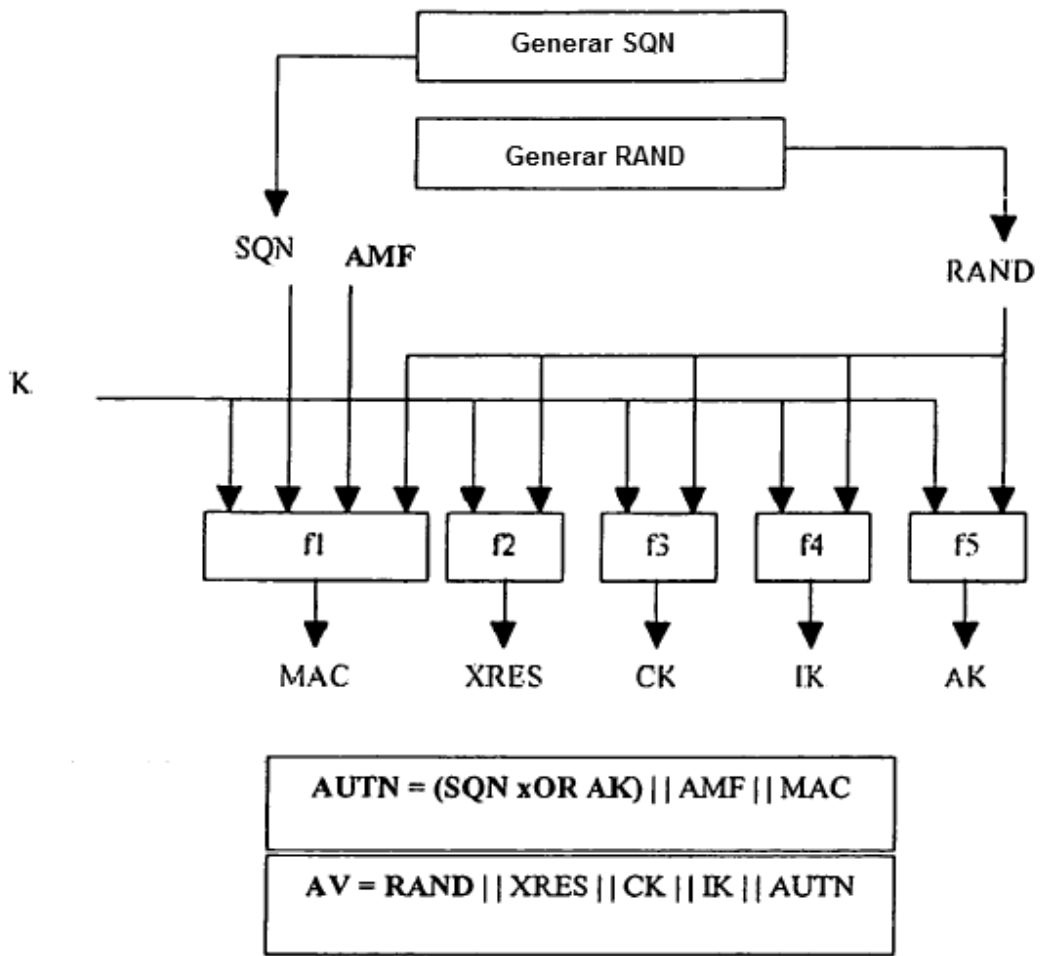 Generar SQN
Generar RAND
SQN AMF RAND
K
f1 f2 f3 f4 f5
MAC XRES CK IK AK
AUTN = (SQN xOR AK) || AMF || MAC
AV = RAND || XRES || CK || IK || AUTN